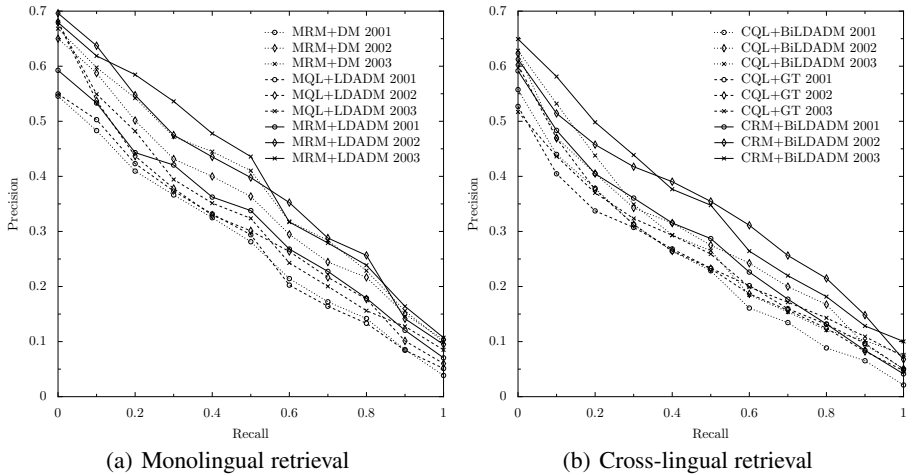 0.7
0.6
0.5
0.4
0.3
0.2
0.1
0
Precision
0 0.2 0.4 0.6 0.8 1
Recall
MRM+DM 2001
MRM+DM 2002
MRM+DM 2003
MQL+LDADM 2001
MQL+LDADM 2002
MQL+LDADM 2003
MRM+LDADM 2001
MRM+LDADM 2002
MRM+LDADM 2003
(a) Monolingual retrieval
0.7
0.6
0.5
0.4
0.3
0.2
0.1
0
Precision
0 0.2 0.4 0.6 0.8 1
Recall
CQL+BiLDADM 2001
CQL+BiLDADM 2002
CQL+BiLDADM 2003
CQL+GT 2001
CQL+GT 2002
CQL+GT 2003
CRM+BiLDADM 2001
CRM+BiLDADM 2002
CRM+BiLDADM 2003
(b) Cross-lingual retrieval